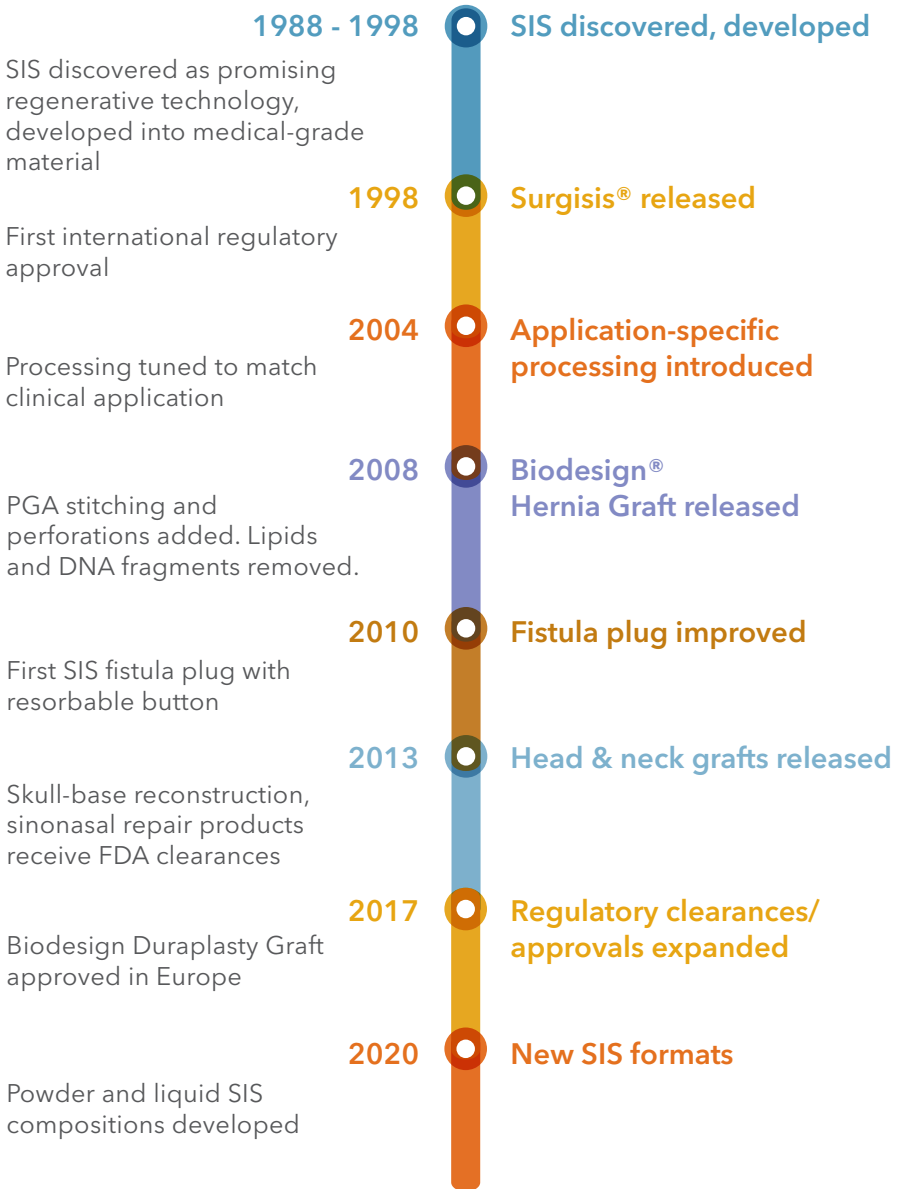 1988 - 1998
SIS discovered, developed
SIS discovered as promising
regenerative technology,
developed into medical-grade
material
1998
Surgisis® released
First international regulatory
approval
2004
Application-specific
processing introduced
Processing tuned to match
clinical application
2008
Biodesign®
Hernia Graft released
PGA stitching and
perforations added. Lipids
and DNA fragments removed.
2010
Fistula plug improved
First SIS fistula plug with
resorbable button
2013
Head & neck grafts released
Skull-base reconstruction,
sinonasal repair products
receive FDA clearances
2017
Regulatory clearances/
approvals expanded
Biodesign Duraplasty Graft
approved in Europe
2020
New SIS formats
Powder and liquid SIS
compositions developed